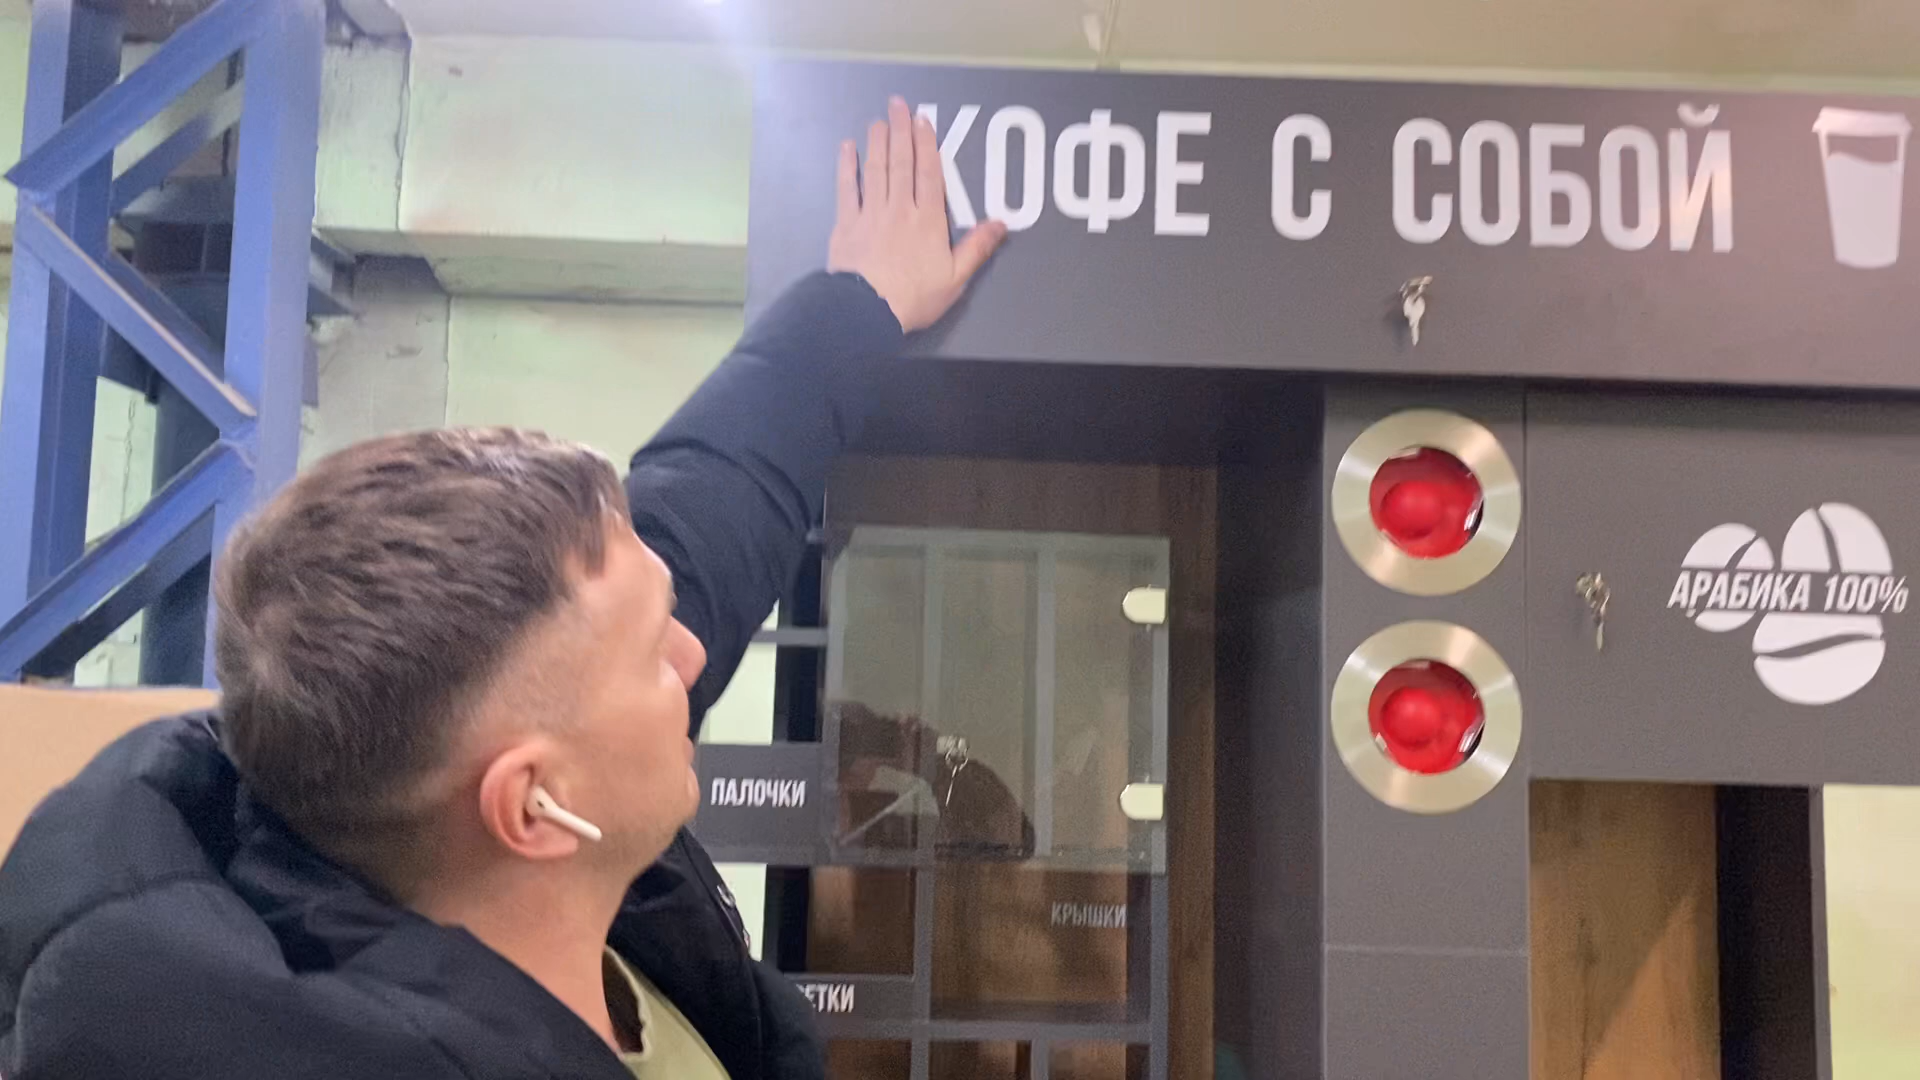 КОФЕ С СОБОЙ
АРАБИКА 100%
ПАЛОЧКИ
КРЫШКИ